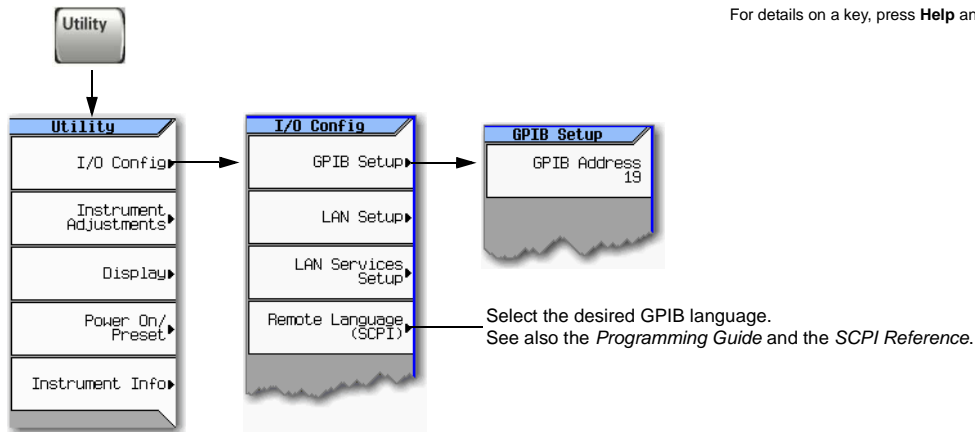 For details on a key, press Help an
Utility
Utility
I/O Config
Instrument
Adjustments
Display
Power On/
Preset
Instrument Info
I/O Config
GPIB Setup
LAN Setup
LAN Services
Setup
Remote Language
(SCPI)
GPIB Setup
GPIB Address
19
Select the desired GPIB language.
See also the Programming Guide and the SCPI Reference.